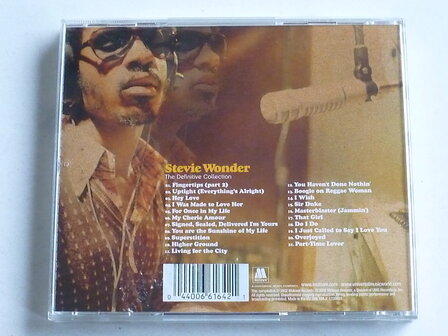 Stevie Wonder
The Definitive Collection
01. Fingertips (part 2)
02. Uptight (Everything's Alright)
03. Hey Love
04. I Was Made to Love Her
05. For Once in My Life
06. My Cherie Amour
07. Signed, Sealed, Delivered I'm Yours
08. You are the Sunshine of My Life
09. Superstition
10. Higher Ground
11. Living for the City
12. You Haven't Done Nothin'
13. Boogie on Reggae Woman
14. I Wish
15. Sir Duke
16. Masterblaster (Jammin')
17. That Girl
18. Do I Do
19. I Just Called to Say I Love You
20. Overjoyed
21. Part-Time Lover
0 44006 61642 1